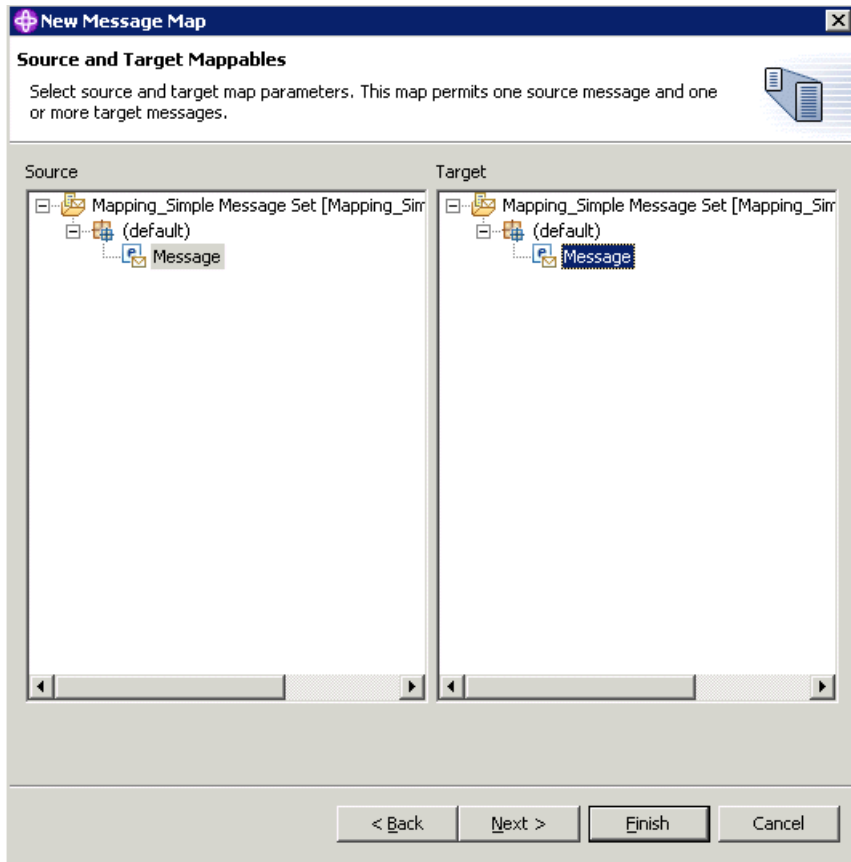 New Message Map
Source and Target Mappables
Select source and target map parameters. This map permits one source message and one
or more target messages.
Source
Mapping_Simple Message Set [Mapping_Sim
(default)
Message
Target
Mapping_Simple Message Set [Mapping_Sim
(default)
Message
< Back
Next >
Finish
Cancel